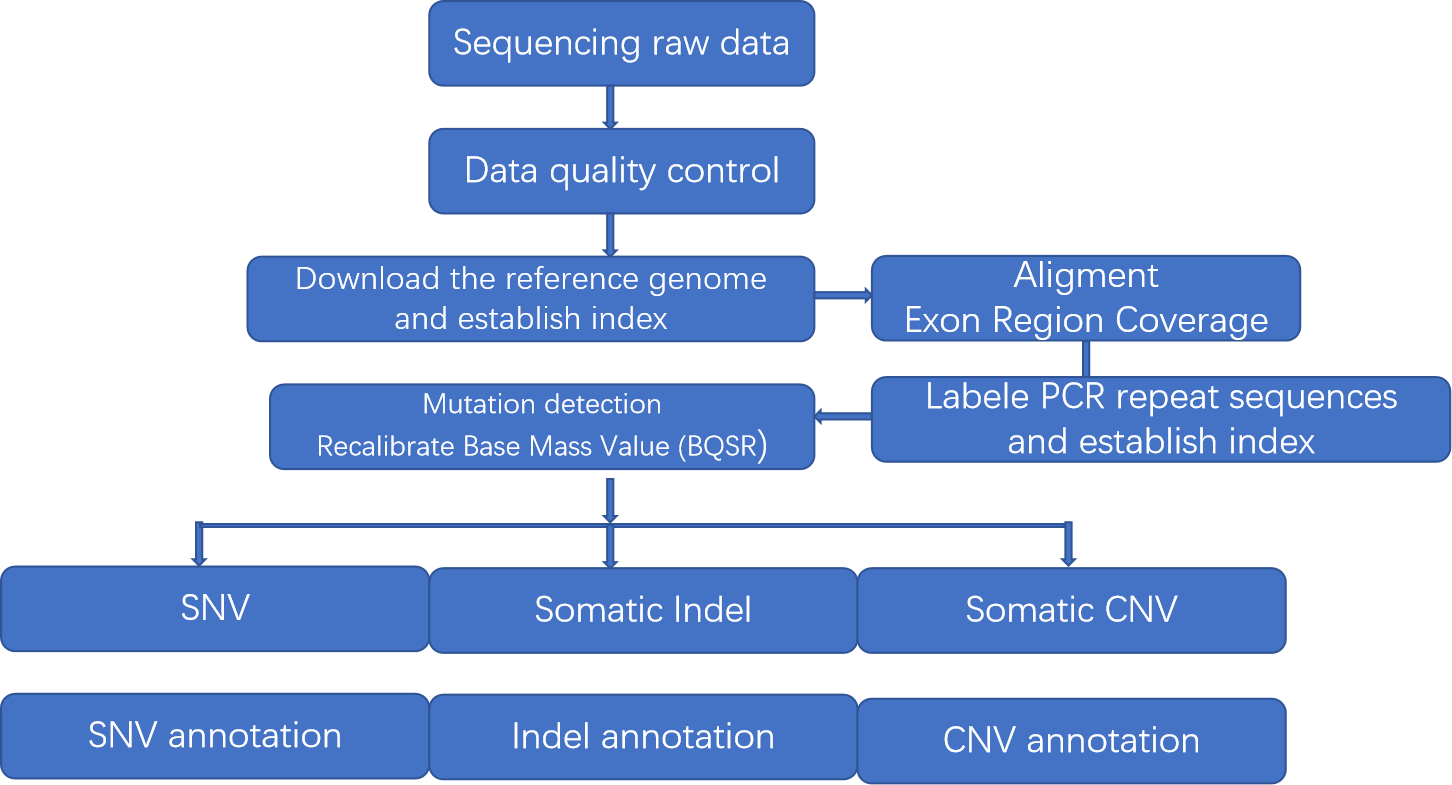 Sequencing raw data
Data quality control
Download the reference genome
and establish index
Aligment
Exon Region Coverage
Labele PCR repeat sequences
and establish index
Mutation detection
Recalibrate Base Mass Value (BQSR)
SNV
Somatic Indel
Somatic CNV
SNV annotation
Indel annotation
CNV annotation